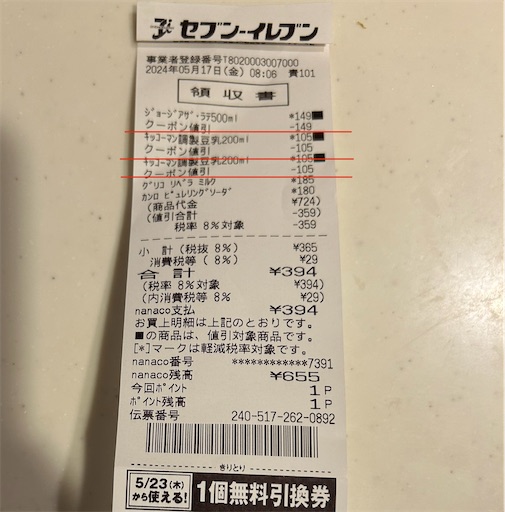 セブン-イレブン
事業者登録番号T8020003007000
2024年05月17日(金) 08:06 責101
領収書
ジョージアザ・ラテ500ml *149■
クーポン値引 -149
キッコーマン調製豆乳200ml *105■
クーポン値引 -105
キッコーマン調製豆乳200ml *105■
クーポン値引 -105
グリコ リベラ ミルク *185
カンロ ピュレリングソーダ *180
(商品代金 ¥724)
(値引合計 -359)
税率 8%対象 -359)
小 計(税抜 8%) ¥365
消費税等( 8%) ¥29
合 計 ¥394
(税率 8%対象 ¥394)
(内消費税等 8% ¥29)
nanaco支払 ¥394
お買上明細は上記のとおりです。
■の商品は、値引対象商品です。
[*]マークは軽減税率対象です。
nanaco番号 ************7391
nanaco残高 ¥655
今回ポイント 1P
ポイント残高 1P
伝票番号 240-517-262-0892
きりとり
5/23(木)から使える!
1個無料引換券